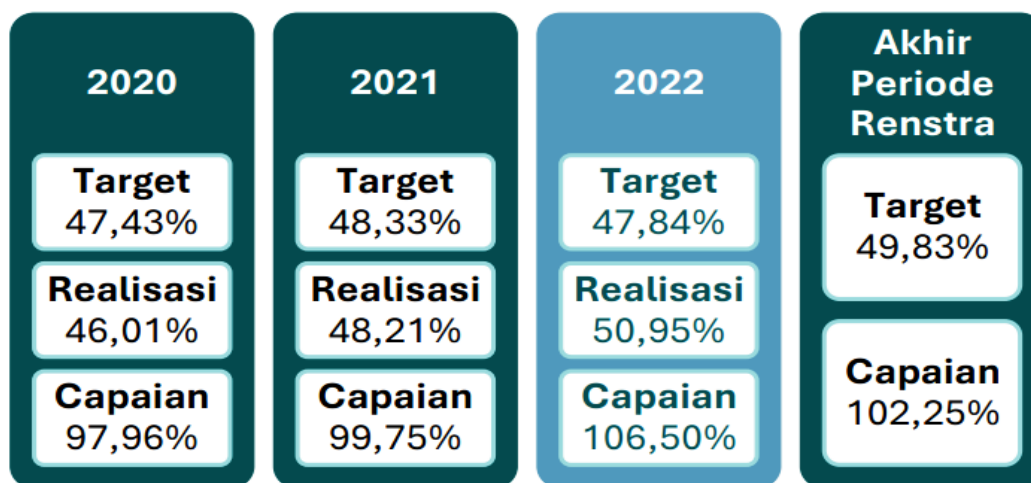 2020
Target
47,43%
Realisasi
46,01%
Capaian
97,96%
2021
Target
48,33%
Realisasi
48,21%
Capaian
99,75%
2022
Target
47,84%
Realisasi
50,95%
Capaian
106,50%
Akhir
Periode
Renstra
Target
49,83%
Capaian
102,25%